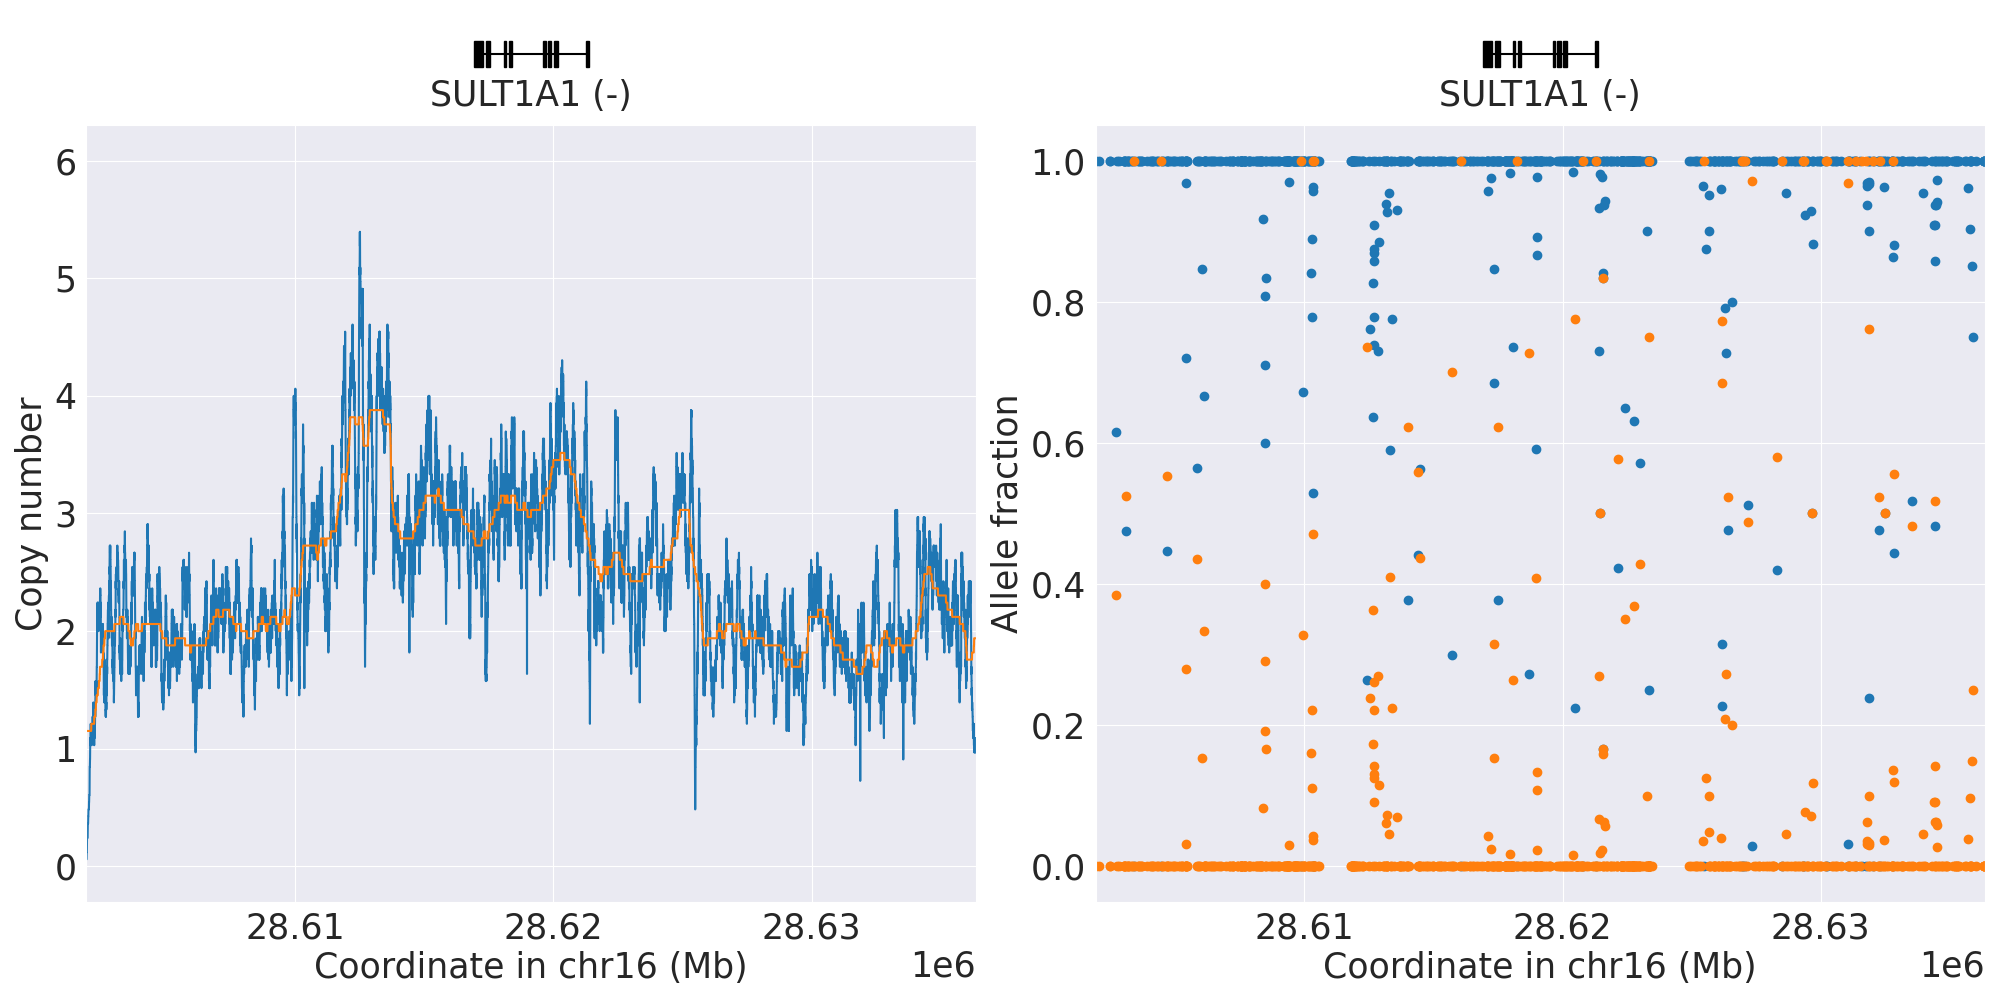 SULT1A1 (-)
Copy number
6
5
4
3
2
1
0
28.61
28.62
28.63
Coordinate in chr16 (Mb)
1e6
SULT1A1 (-)
Allele fraction
1.0
0.8
0.6
0.4
0.2
0.0
28.61
28.62
28.63
Coordinate in chr16 (Mb)
1e6